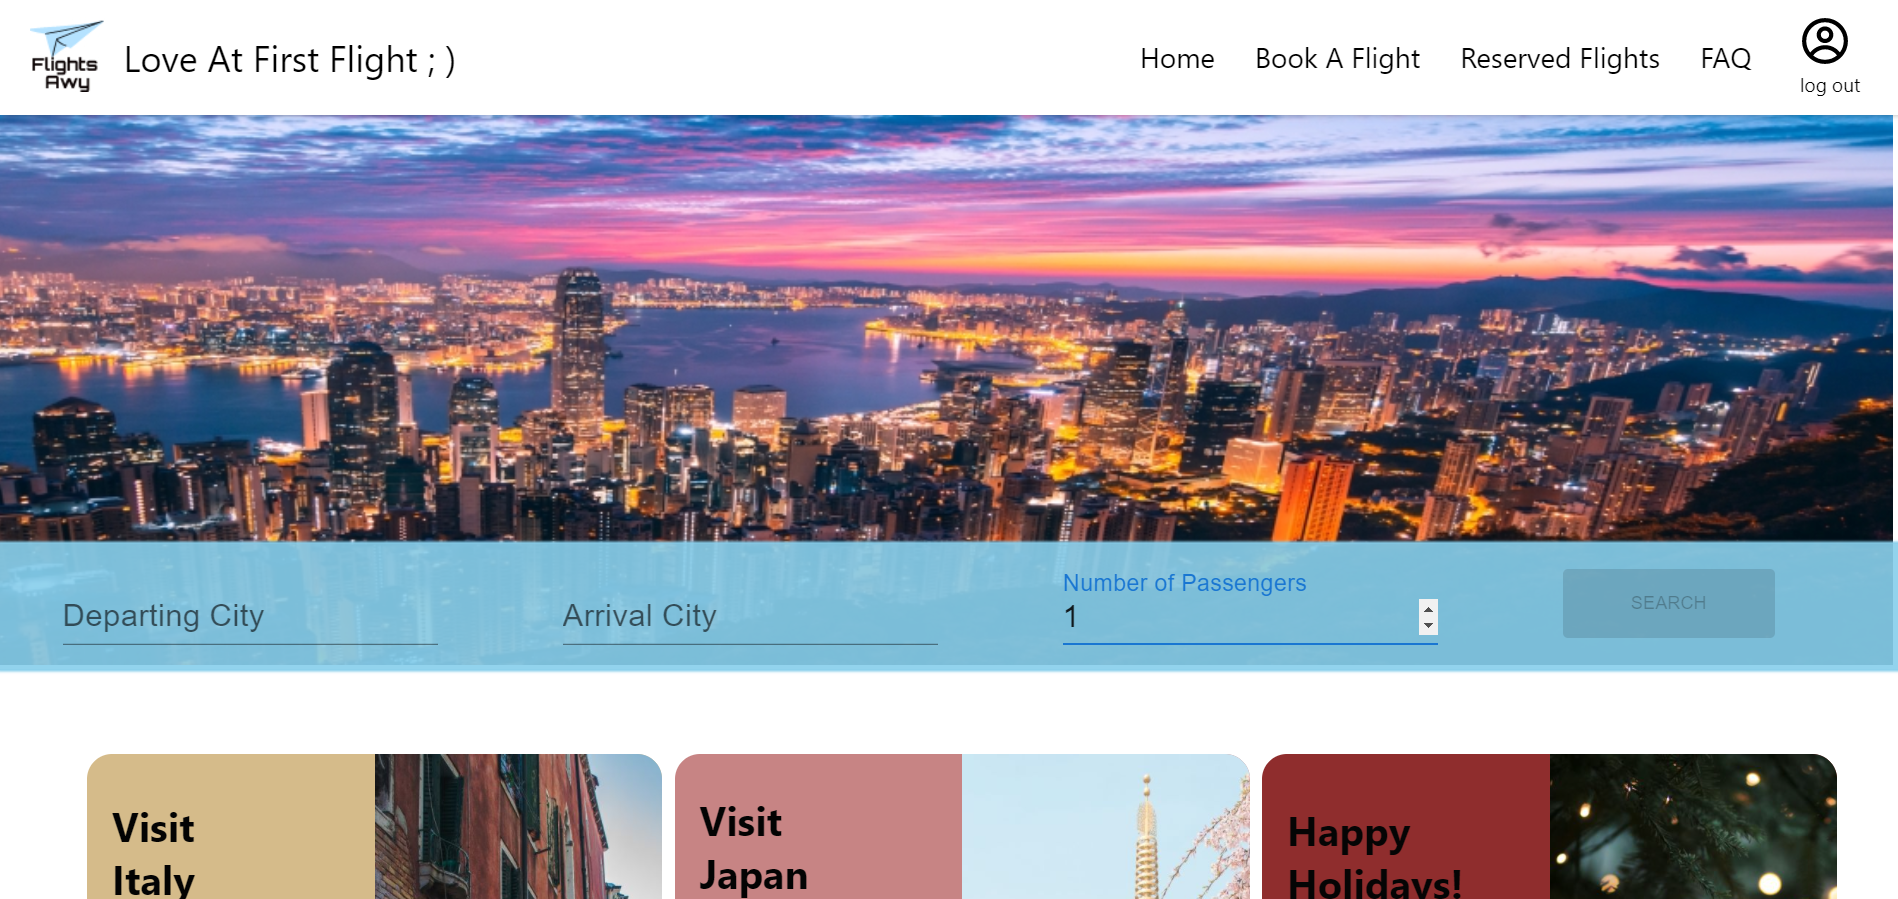 Flights
Awy
Love At First Flight ; )
Home
Book A Flight
Reserved Flights
FAQ
log out
Departing City
Arrival City
Number of Passengers
1
SEARCH
Visit
Italy
Visit
Japan
Happy
Holidays!